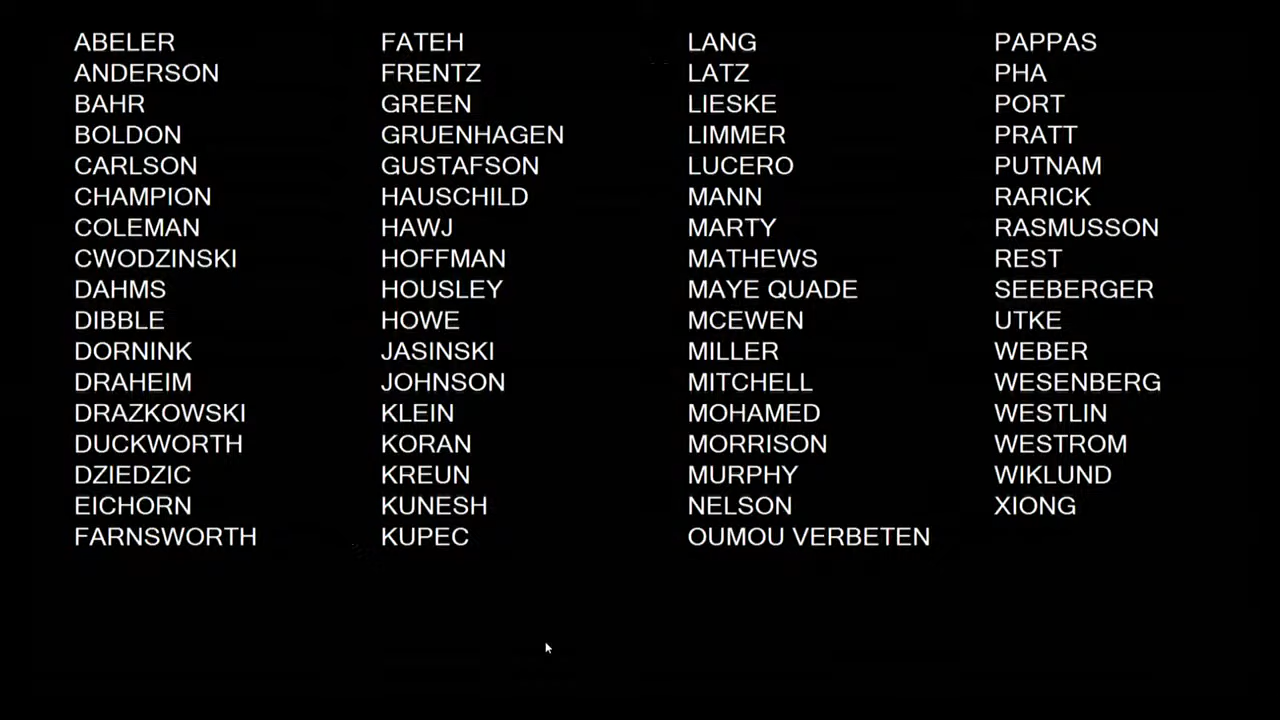 ABELER
ANDERSON
BAHR
BOLDON
CARLSON
CHAMPION
COLEMAN
CWODZINSKI
DAHMS
DIBBLE
DORNINK
DRAHEIM
DRAZKOWSKI
DUCKWORTH
DZIEDZIC
EICHORN
FARNSWORTH
FATEH
FRENTZ
GREEN
GRUENHAGEN
GUSTAFSON
HAUSCHILD
HAWJ
HOFFMAN
HOUSLEY
HOWE
JASINSKI
JOHNSON
KLEIN
KORAN
KREUN
KUNESH
KUPEC
LANG
LATZ
LIESKE
LIMMER
LUCERO
MANN
MARTY
MATHEWS
MAYE QUADE
MCEWEN
MILLER
MITCHELL
MOHAMED
MORRISON
MURPHY
NELSON
OUMOU VERBETEN
PAPPAS
PHA
PORT
PRATT
PUTNAM
RARICK
RASMUSSON
REST
SEEBERGER
UTKE
WEBER
WESENBERG
WESTLIN
WESTROM
WIKLUND
XIONG